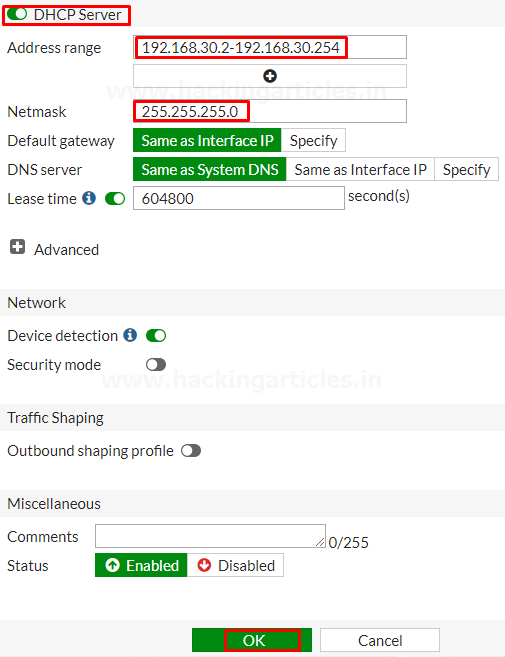 DHCP Server
Address range 192.168.30.2-192.168.30.254
www.hackingarticles.in
Netmask 255.255.255.0
Default gateway Same as Interface IP Specify
DNS server Same as System DNS Same as Interface IP Specify
Lease time 604800 second(s)
Advanced
Network
Device detection
Security mode
www.hackingarticles.in
Traffic Shaping
Outbound shaping profile
Miscellaneous
Comments 0/255
Status Enabled Disabled
OK Cancel